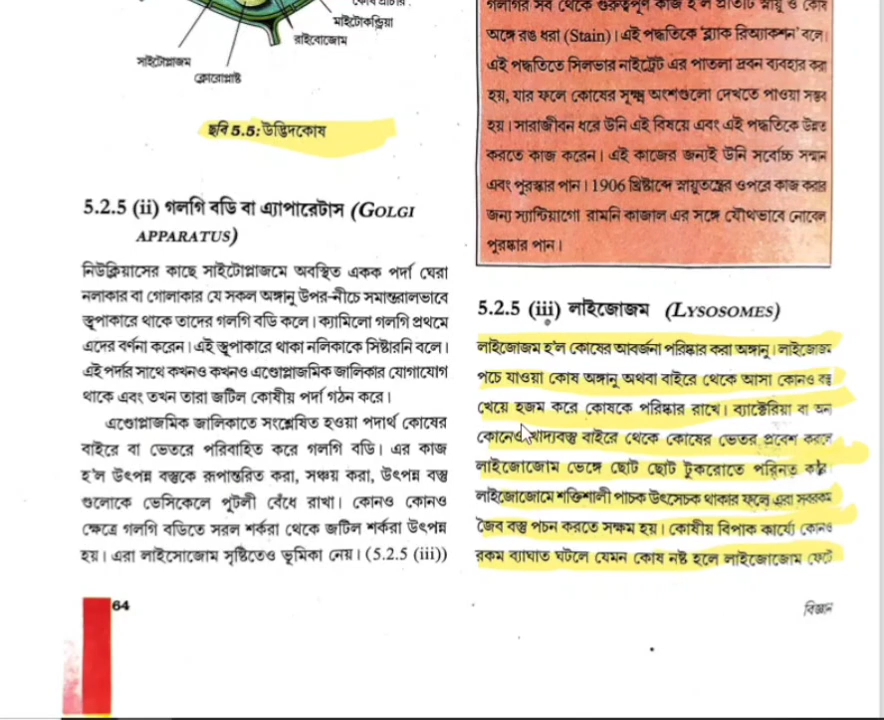 কোষ প্রাচীর
মাইটোকন্ড্রিয়া
রাইবোজোম
সাইটোপ্লাজম
ক্লোরোপ্লাস্ট
ছবি 5.5: উদ্ভিদকোষ
5.2.5 (ii) গলগি বডি বা এ্যাপারেটাস (GOLGI
APPARATUS)
নিউক্লিয়াসের কাছে সাইটোপ্লাজমে অবস্থিত একক পর্দা ঘেরা
নলাকার বা গোলাকার যে সকল অঙ্গানু উপর-নীচে সমান্তরালভাবে
স্তূপাকারে থাকে তাদের গলগি বডি বলে। ক্যামিলো গলগি প্রথমে
এদের বর্ণনা করেন। এই স্তূপাকারে থাকা নলিকাকে সিষ্টারনি বলে।
এই পর্দার সাথে কখনও কখনও এণ্ডোপ্লাজমিক জালিকার যোগাযোগ
থাকে এবং তখন তারা জটিল কোষীয় পর্দা গঠন করে।
এণ্ডোপ্লাজমিক জালিকাতে সংশ্লেষিত হওয়া পদার্থ কোষের
বাইরে বা ভেতরে পরিবাহিত করে গলগি বডি। এর কাজ
হ'ল উৎপন্ন বস্তুকে রূপান্তরিত করা, সঞ্চয় করা, উৎপন্ন বস্তু
গুলোকে ভেসিকেলে পুটলী বেঁধে রাখা। কোনও কোনও
ক্ষেত্রে গলগি বডিতে সরল শর্করা থেকে জটিল শর্করা উৎপন্ন
হয়। এরা লাইসোজোম সৃষ্টিতেও ভূমিকা নেয়। (5.2.5 (iii))
64
গলগির সব থেকে গুরুত্বপূর্ণ কাজ হ'ল প্রতিটি স্নায়ু ও কোষ
অঙ্গে রঙ ধরা (Stain)। এই পদ্ধতিকে 'ব্ল্যাক রিঅ্যাকশন' বলে।
এই পদ্ধতিতে সিলভার নাইট্রেট এর পাতলা দ্রবন ব্যবহার করা
হয়, যার ফলে কোষের সূক্ষ্ম অংশগুলো দেখতে পাওয়া সম্ভব
হয়। সারাজীবন ধরে উনি এই বিষয়ে এবং এই পদ্ধতিকে উন্নত
করতে কাজ করেন। এই কাজের জন্যই উনি সর্বোচ্চ সম্মান
এবং পুরস্কার পান। 1906 খ্রিষ্টাব্দে স্নায়ুতন্ত্রের ওপরে কাজ করার
জন্য স্যান্টিয়াগো রামনি কাজাল এর সঙ্গে যৌথভাবে নোবেল
পুরষ্কার পান।
5.2.5 (iii) লাইজোজম (LYSOSOMES)
লাইজোজম হ'ল কোষের আবর্জনা পরিষ্কার করা অঙ্গানু। লাইজোজম
পচে যাওয়া কোষ অঙ্গানু অথবা বাইরে থেকে আসা কোনও বস্তু
খেয়ে হজম করে কোষকে পরিষ্কার রাখে। ব্যাক্টেরিয়া বা অন্য
কোনেও খাদ্যবস্তু বাইরে থেকে কোষের ভেতর প্রবেশ করলে
লাইজোজোম ভেঙ্গে ছোট ছোট টুকরোতে পরিনত করে।
লাইজোজোমে শক্তিশালী পাচক উৎসেচক থাকার ফলে এরা সবরকম
জৈব বস্তু পচন করতে সক্ষম হয়। কোষীয় বিপাক কার্য্যে কোনও
রকম ব্যাঘাত ঘটলে যেমন কোষ নষ্ট হলে লাইজোজোম ফেটে
বিজ্ঞান